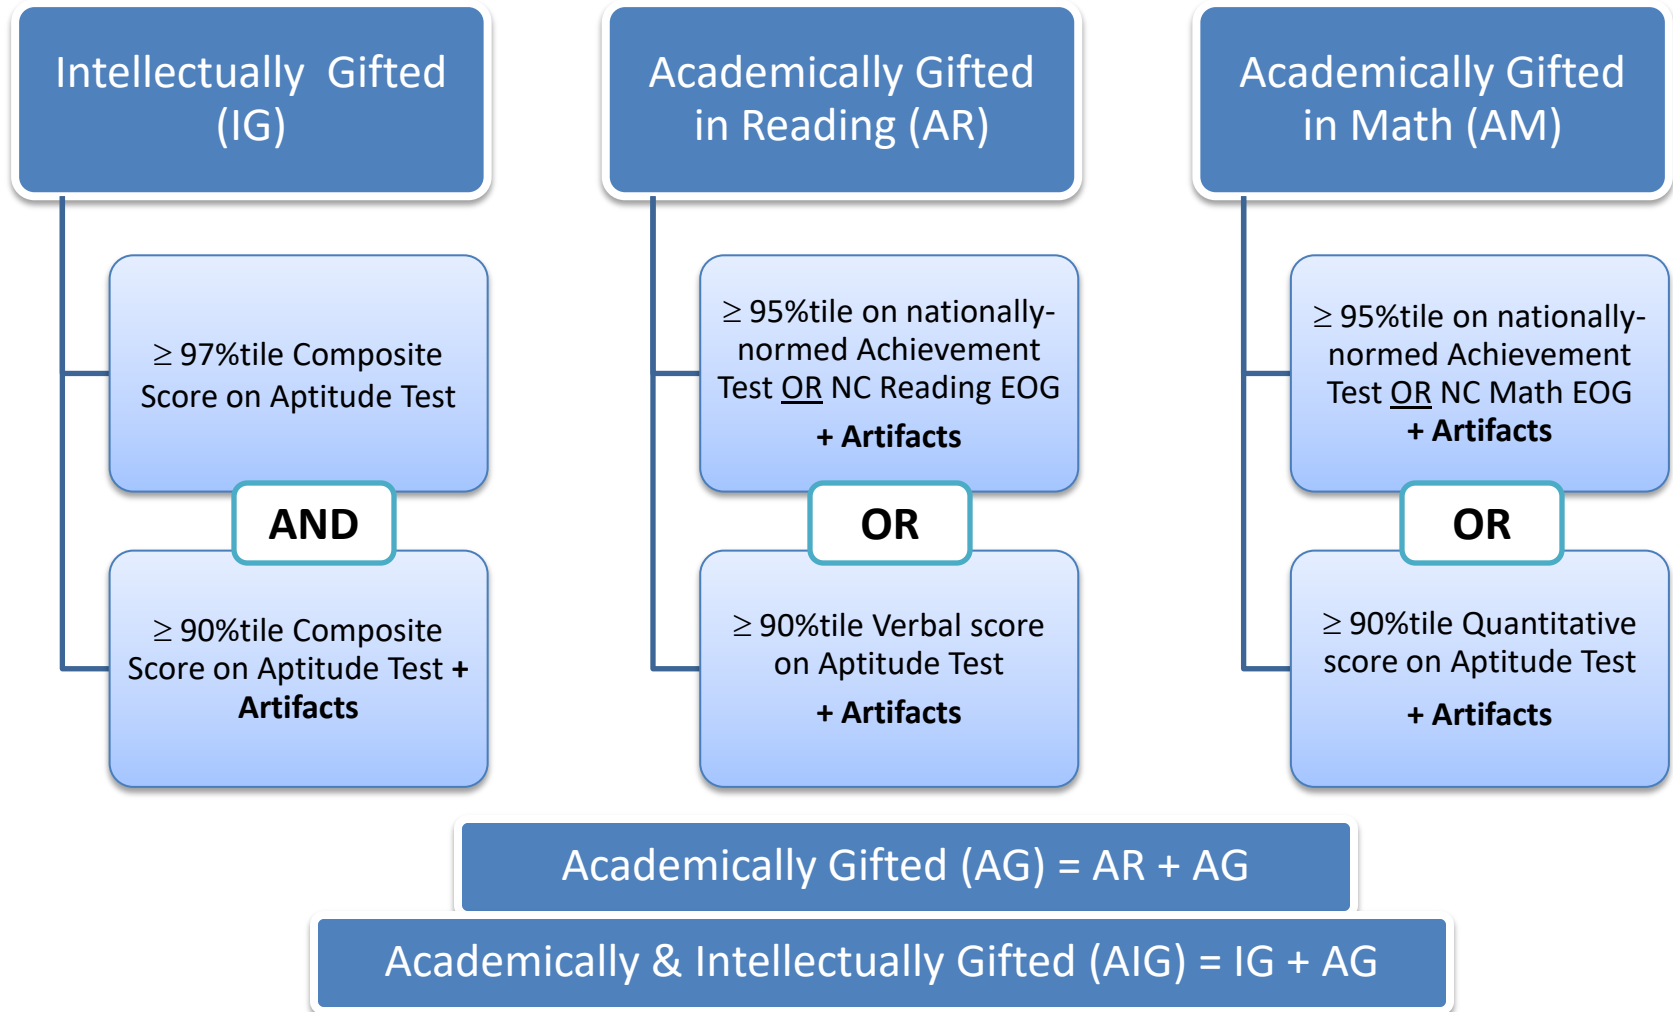 Intellectually Gifted
(IG)
≥ 97%tile Composite
Score on Aptitude Test
AND
≥ 90%tile Composite
Score on Aptitude Test +
Artifacts
Academically Gifted
in Reading (AR)
≥ 95%tile on nationally-
normed Achievement
Test OR NC Reading EOG
+ Artifacts
OR
≥ 90%tile Verbal score
on Aptitude Test
+ Artifacts
Academically Gifted
in Math (AM)
≥ 95%tile on nationally-
normed Achievement
Test OR NC Math EOG
+ Artifacts
OR
≥ 90%tile Quantitative
score on Aptitude Test
+ Artifacts
Academically Gifted (AG) = AR + AG
Academically & Intellectually Gifted (AIG) = IG + AG